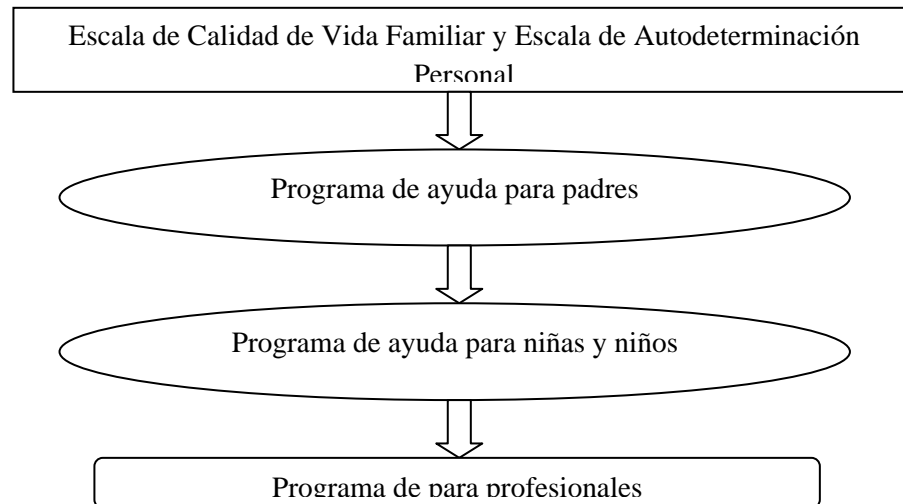 Escala de Calidad de Vida Familiar y Escala de Autodeterminación
Personal
Programa de ayuda para padres
Programa de ayuda para niñas y niños
Programa de para profesionales